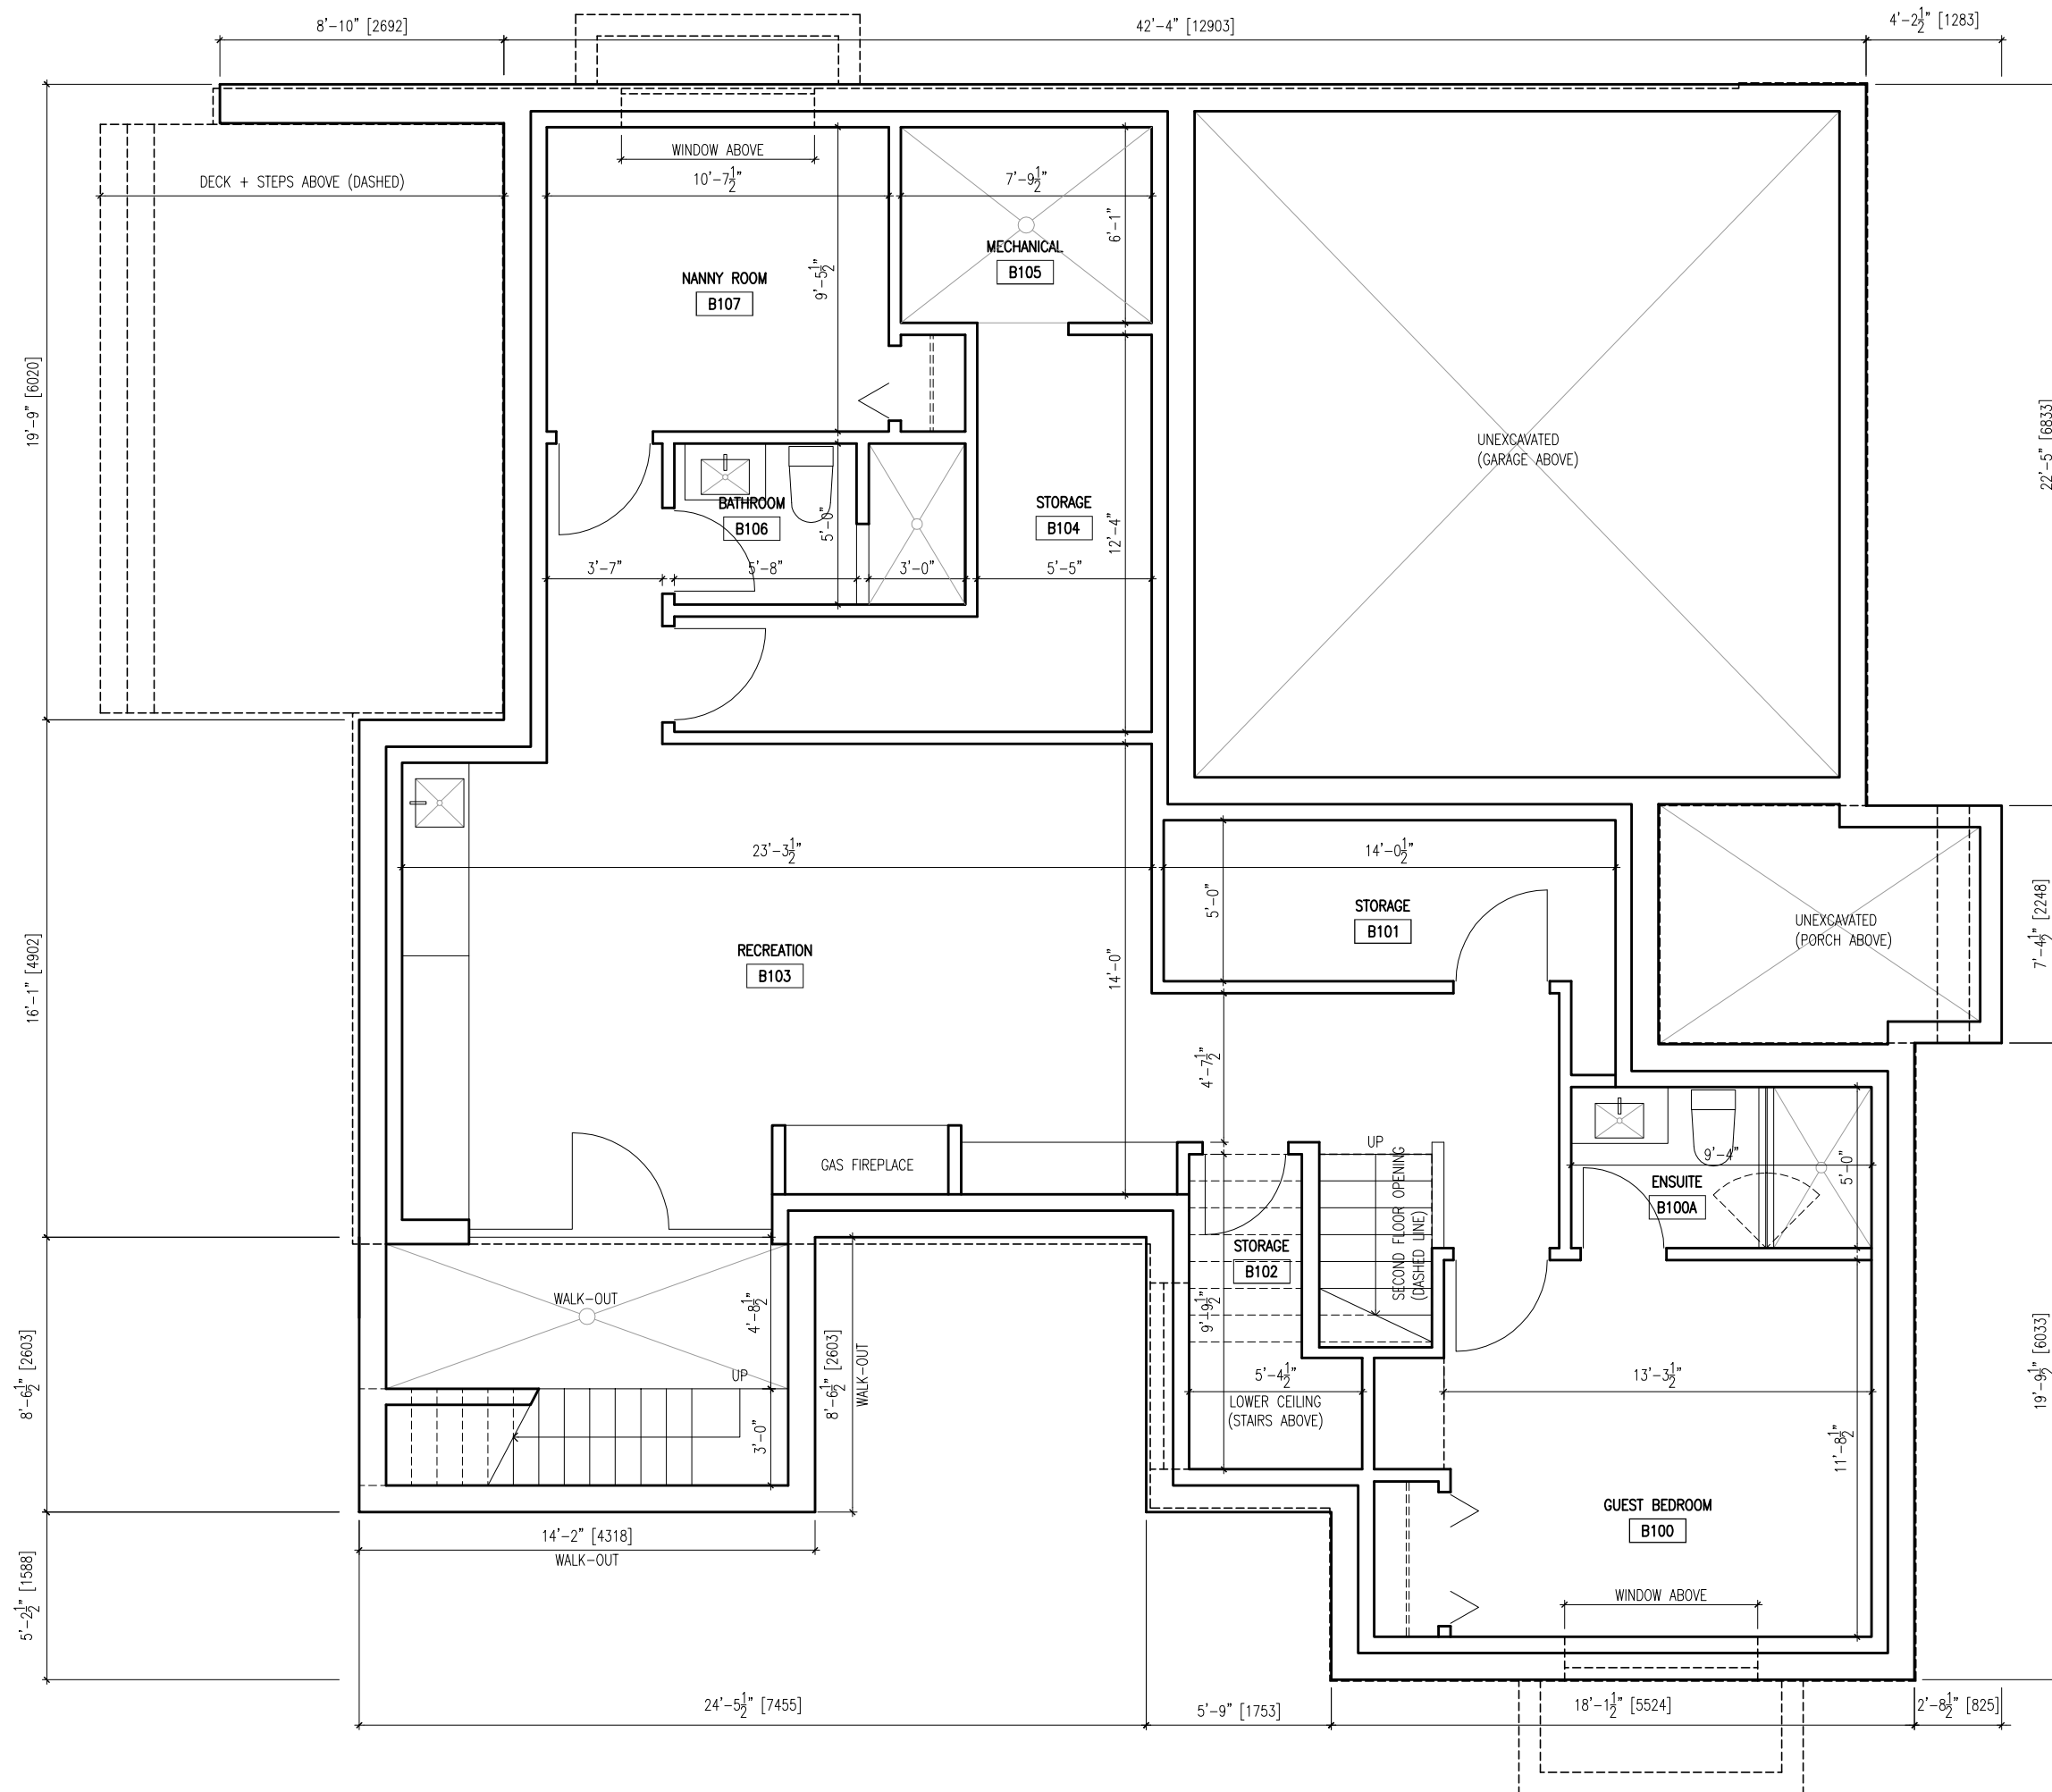 8'-10" [2692]
42'-4" [12903]
4'-2½" [1283]
WINDOW ABOVE
DECK + STEPS ABOVE (DASHED)
10'-7½"
7'-9½"
6'-1"
MECHANICAL
B105
NANNY ROOM
B107
9'-5½"
19'-9" [6020]
22'-5" [6833]
UNEXCAVATED
(GARAGE ABOVE)
BATHROOM
B106
5'-0"
STORAGE
B104
12'-4"
3'-7"
5'-8"
3'-0"
5'-5"
23'-3½"
14'-0½"
5'-0"
STORAGE
B101
UNEXCAVATED
(PORCH ABOVE)
7'-4½" [2248]
16'-1" [4902]
RECREATION
B103
14'-0"
4'-7½"
UP
GAS FIREPLACE
SECOND FLOOR OPENING
(DASHED LINE)
9'-4"
5'-0"
ENSUITE
B100A
STORAGE
B102
9'-9½"
WALK-OUT
4'-8½"
UP
3'-0"
8'-6½" [2603]
8'-6½" [2603]
WALK-OUT
5'-4½"
LOWER CEILING
(STAIRS ABOVE)
13'-3½"
19'-9½" [6033]
11'-8½"
GUEST BEDROOM
B100
14'-2" [4318]
WALK-OUT
5'-2½" [1588]
WINDOW ABOVE
24'-5½" [7455]
5'-9" [1753]
18'-1½" [5524]
2'-8½" [825]